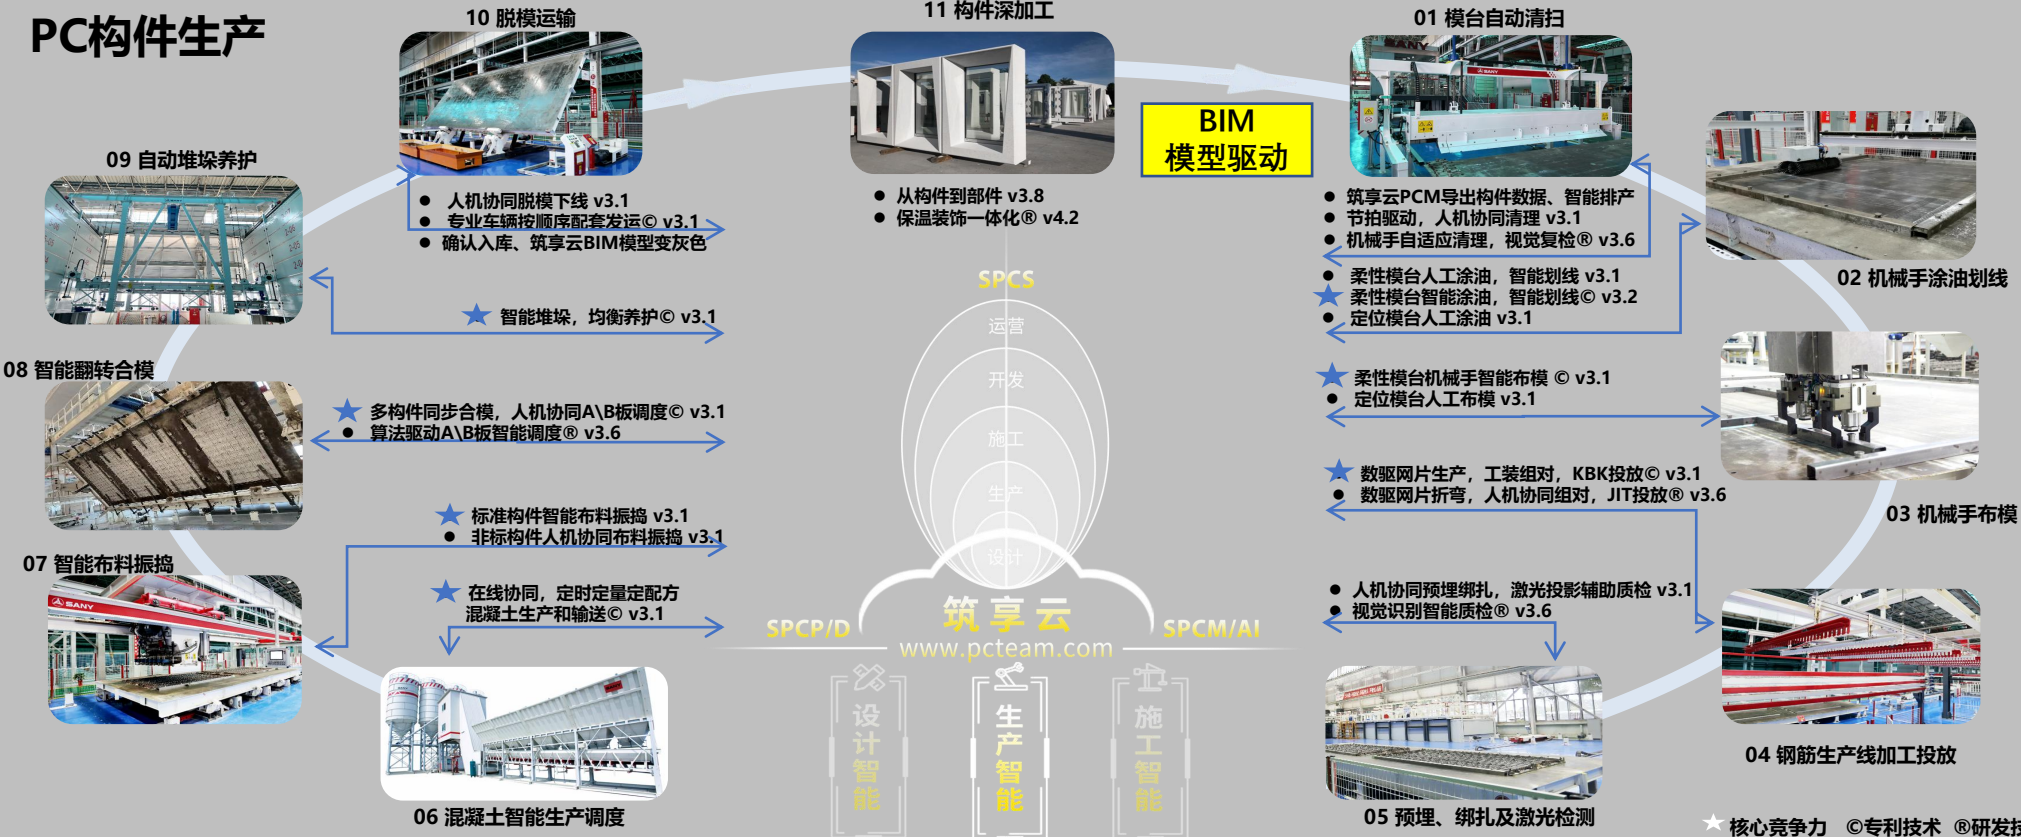 PC构件生产
10 脱模运输
11 构件深加工
01 模台自动清扫
BIM
模型驱动
09 自动堆垛养护
人机协同脱模下线 v3.1
专业车辆按顺序配套发运© v3.1
确认入库、筑享云BIM模型变灰色
从构件到部件 v3.8
保温装饰一体化® v4.2
筑享云PCM导出构件数据、智能排产
节拍驱动，人机协同清理 v3.1
机械手自适应清理，视觉复检® v3.6
02 机械手涂油划线
柔性模台人工涂油，智能划线 v3.1
柔性模台智能涂油，智能划线© v3.2
定位模台人工涂油 v3.1
智能堆垛，均衡养护© v3.1
SPCS
运营
开发
施工
生产
设计
08 智能翻转合模
多构件同步合模，人机协同A\B板调度© v3.1
算法驱动A\B板智能调度® v3.6
柔性模台机械手智能布模 © v3.1
定位模台人工布模 v3.1
数驱网片生产，工装组对，KBK投放© v3.1
数驱网片折弯，人机协同组对，JIT投放® v3.6
03 机械手布模
标准构件智能布料振捣 v3.1
非标构件人机协同布料振捣 v3.1
07 智能布料振捣
SANY
在线协同，定时定量定配方
混凝土生产和输送© v3.1
人机协同预埋绑扎，激光投影辅助质检 v3.1
视觉识别智能质检® v3.6
筑享云
SPCP/D
SPCM/AI
www.pcteam.com
设计智能
生产智能
施工智能
04 钢筋生产线加工投放
06 混凝土智能生产调度
05 预埋、绑扎及激光检测
核心竞争力 ©专利技术 ®研发技